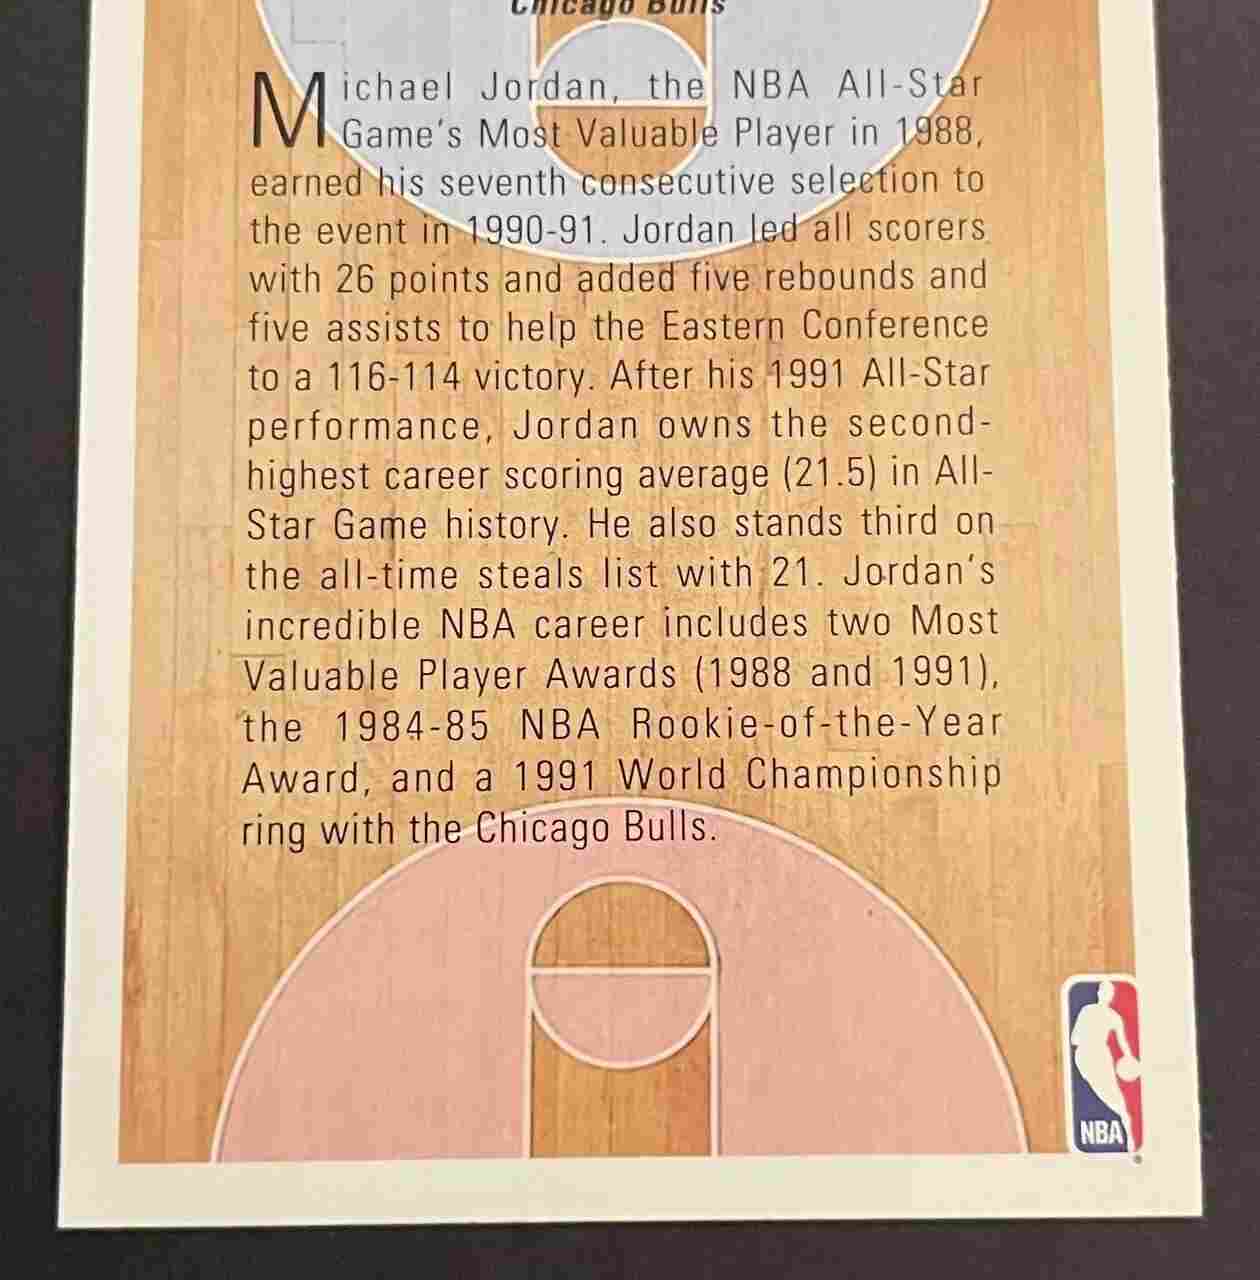 Chicago Bulls
Michael Jordan, the NBA All-Star
Game's Most Valuable Player in 1988,
earned his seventh consecutive selection to
the event in 1990-91. Jordan led all scorers
with 26 points and added five rebounds and
five assists to help the Eastern Conference
to a 116-114 victory. After his 1991 All-Star
performance, Jordan owns the second-
highest career scoring average (21.5) in All-
Star Game history. He also stands third on
the all-time steals list with 21. Jordan's
incredible NBA career includes two Most
Valuable Player Awards (1988 and 1991),
the 1984-85 NBA Rookie-of-the-Year
Award, and a 1991 World Championship
ring with the Chicago Bulls.
NBA